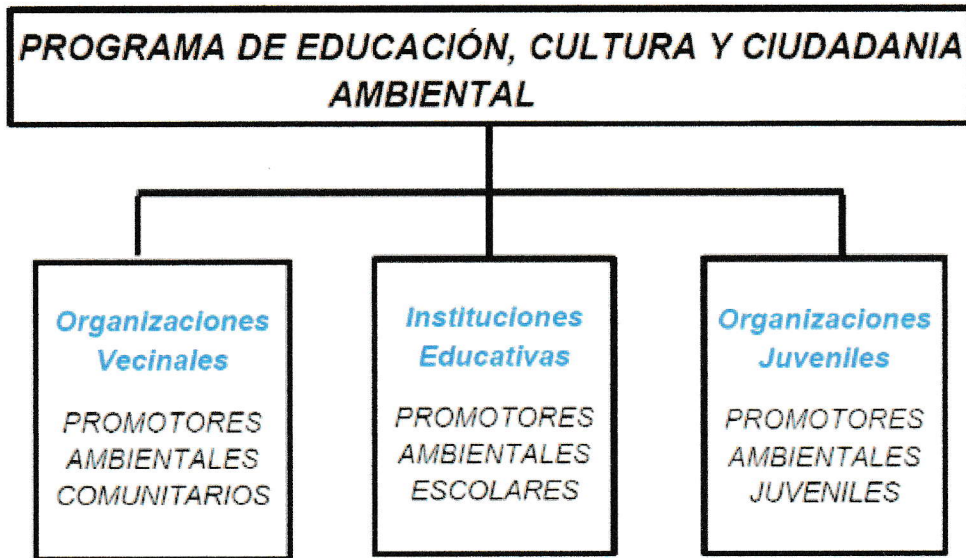 PROGRAMA DE EDUCACIÓN, CULTURA Y CIUDADANIA
AMBIENTAL
Organizaciones
Vecinales
PROMOTORES
AMBIENTALES
COMUNITARIOS
Instituciones
Educativas
PROMOTORES
AMBIENTALES
ESCOLARES
Organizaciones
Juveniles
PROMOTORES
AMBIENTALES
JUVENILES